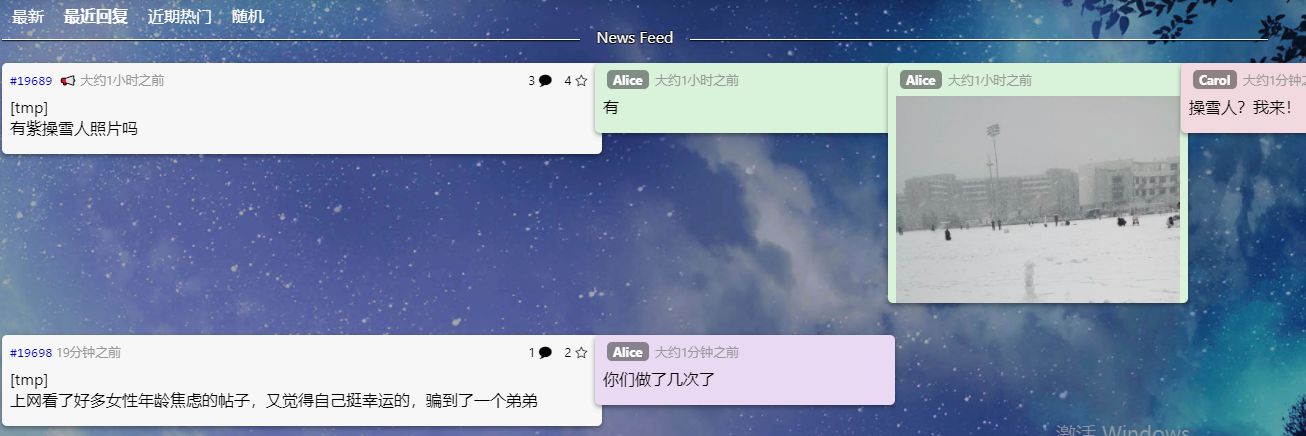 最新 最近回复 近期热门 随机
News Feed
#19689 大约1小时之前 3 4
[tmp]
有紫操雪人照片吗
Alice 大约1小时之前
有
Alice 大约1小时之前
Carol 大约1分钟之
操雪人？我来！
#19698 19分钟之前 1 2
[tmp]
上网看了好多女性年龄焦虑的帖子，又觉得自己挺幸运的，骗到了一个弟弟
Alice 大约1分钟之前
你们做了几次了
激活 Windows